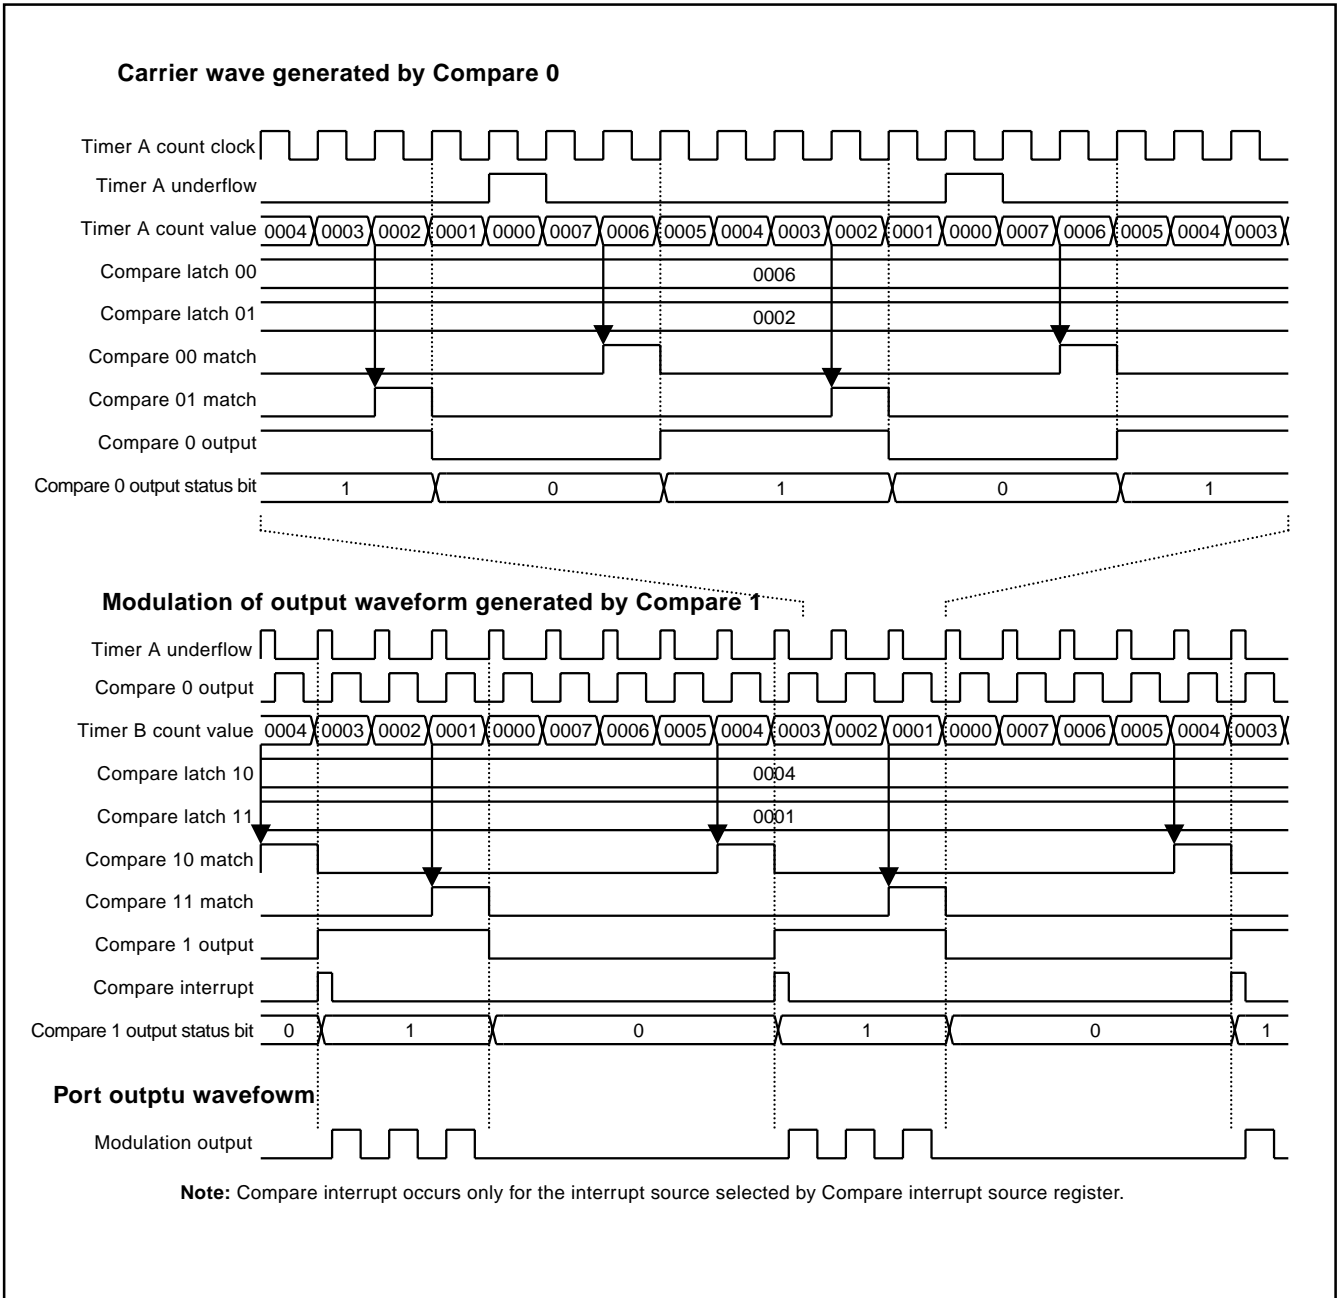 Carrier wave generated by Compare 0
Timer A count clock
Timer A underflow
Timer A count value 0004 0003 0002 0001 0000 0007 0006 0005 0004 0003 0002 0001 0000 0007 0006 0005 0004 0003
Compare latch 00 0006
Compare latch 01 0002
Compare 00 match
Compare 01 match
Compare 0 output
Compare 0 output status bit 1 0 1 0 1
Modulation of output waveform generated by Compare 1
Timer A underflow
Compare 0 output
Timer B count value 0004 0003 0002 0001 0000 0007 0006 0005 0004 0003 0002 0001 0000 0007 0006 0005 0004 0003
Compare latch 10 0004
Compare latch 11 0001
Compare 10 match
Compare 11 match
Compare 1 output
Compare interrupt
Compare 1 output status bit 0 1 0 1 0 1
Port outptu wavefowm
Modulation output
Note: Compare interrupt occurs only for the interrupt source selected by Compare interrupt source register.